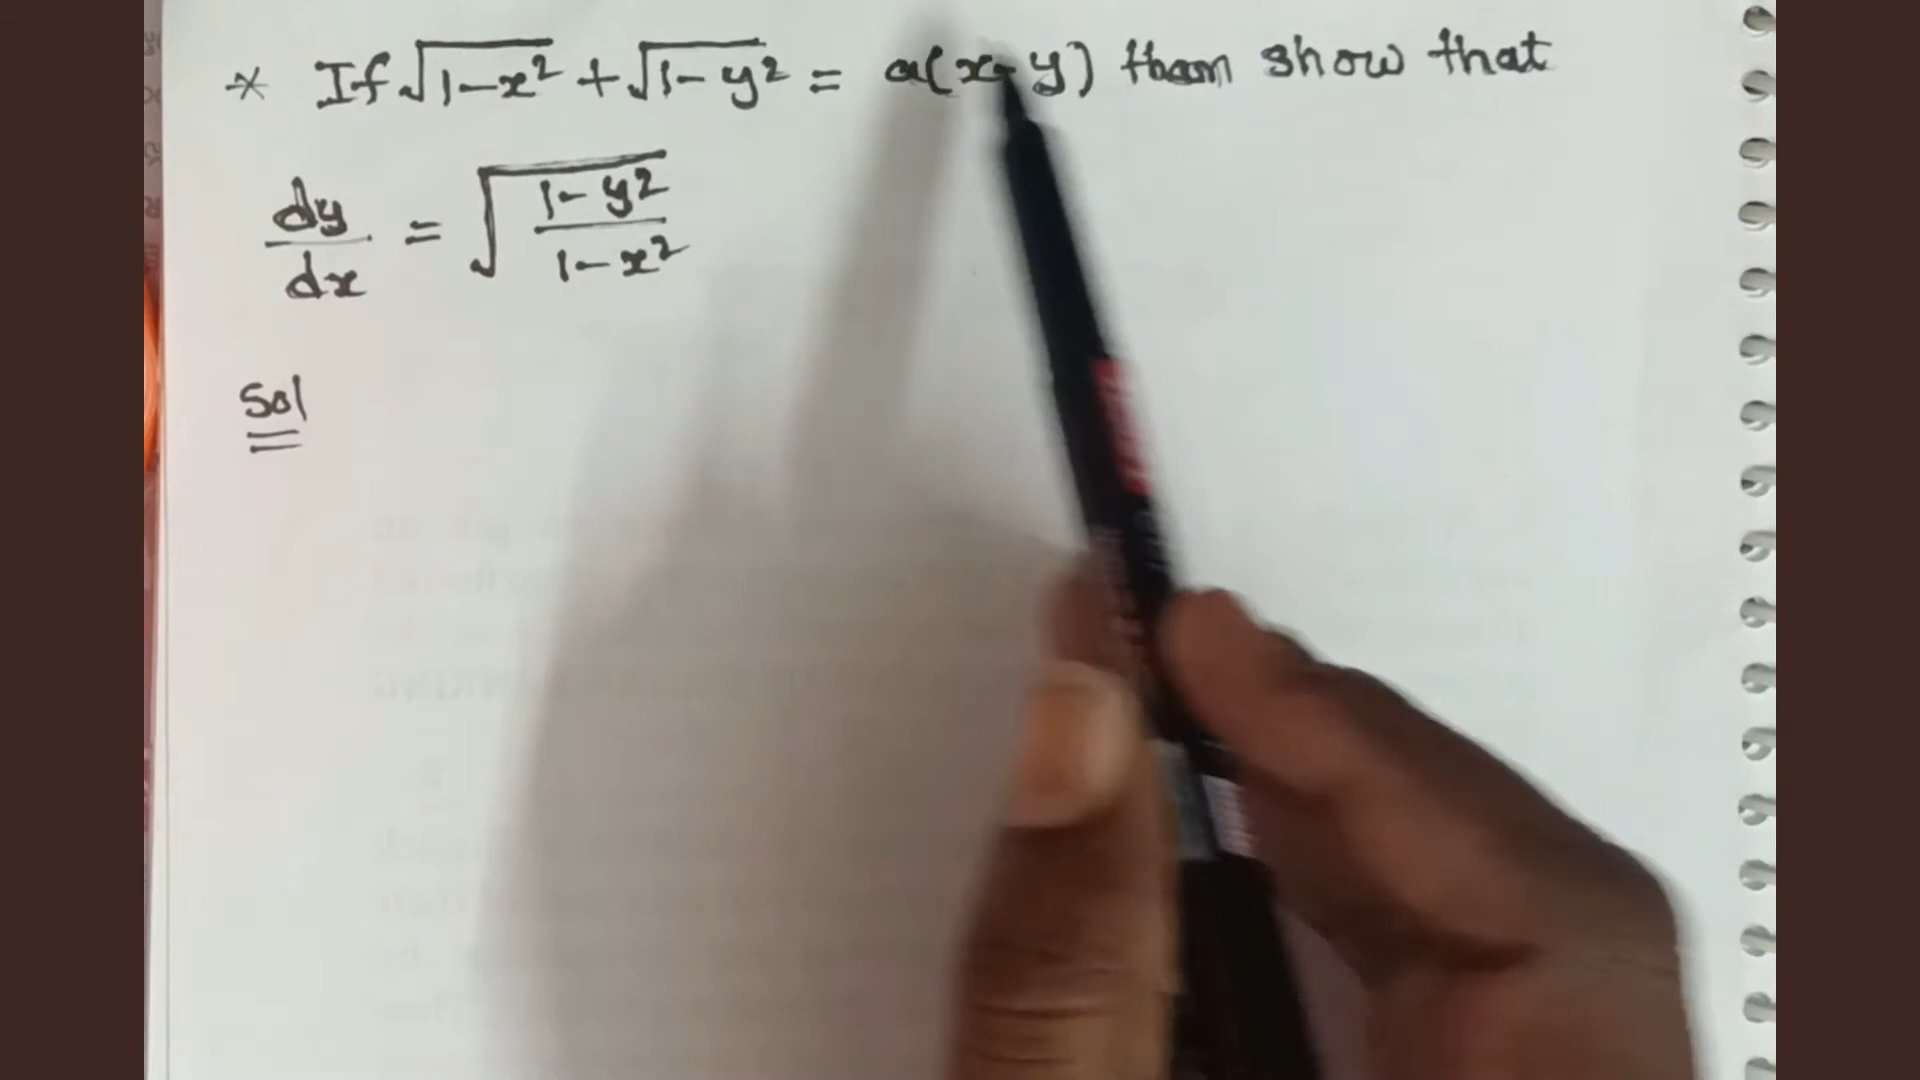 * If √1-x² + √1-y² = a(x-y) then show that
dy/dx = √(1-y²/1-x²)
Sol